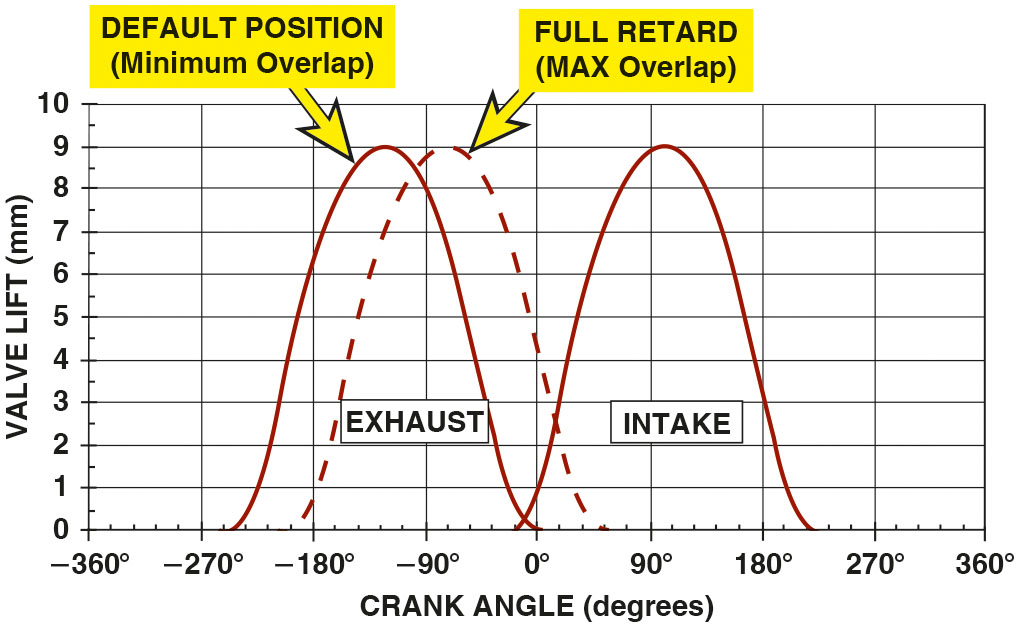 DEFAULT POSITION
(Minimum Overlap)
FULL RETARD
(MAX Overlap)
VALVE LIFT (mm)
10
9
8
7
6
5
4
3
2
1
0
EXHAUST
INTAKE
−360° −270° −180° −90° 0° 90° 180° 270° 360°
CRANK ANGLE (degrees)